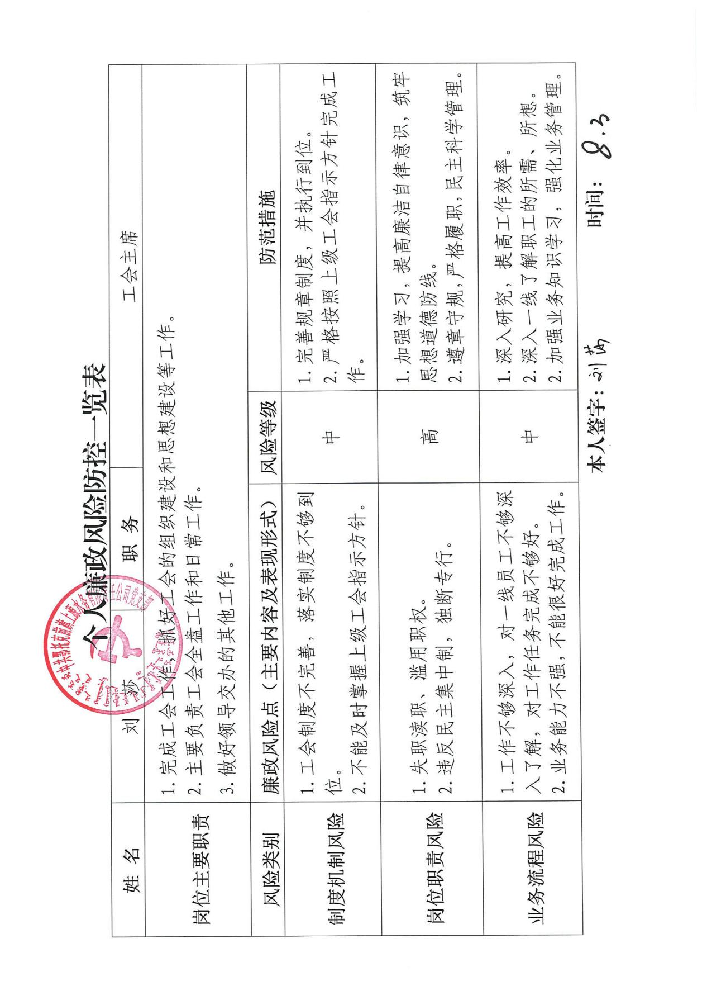 个人廉政风险防控一览表
姓 名
刘 莎
职 务
工会主席
岗位主要职责
1.完成工会工作,抓好工会的组织建设和思想建设等工作。
2.主要负责工会全盘工作和日常工作。
3.做好领导交办的其他工作。
风险类别
廉政风险点（主要内容及表现形式）
风险等级
防范措施
制度机制风险
1.工会制度不完善，落实制度不够到
位。
2.不能及时掌握上级工会指示方针。
中
1.完善规章制度，并执行到位。
2.严格按照上级工会指示方针完成工
作。
岗位职责风险
1.失职渎职、滥用职权。
2.违反民主集中制，独断专行。
高
1.加强学习，提高廉洁自律意识，筑牢
思想道德防线。
2.遵章守规,严格履职,民主科学管理。
业务流程风险
1.工作不够深入，对一线员工不够深
入了解，对工作任务完成不够好。
2.业务能力不强,不能很好完成工作。
中
1.深入研究，提高工作效率。
2.深入一线了解职工的所需、所想。
2.加强业务知识学习，强化业务管理。
本人签字：刘莎
时间：8.3
中共鄂托克前旗上源水务有限责任公司党支部